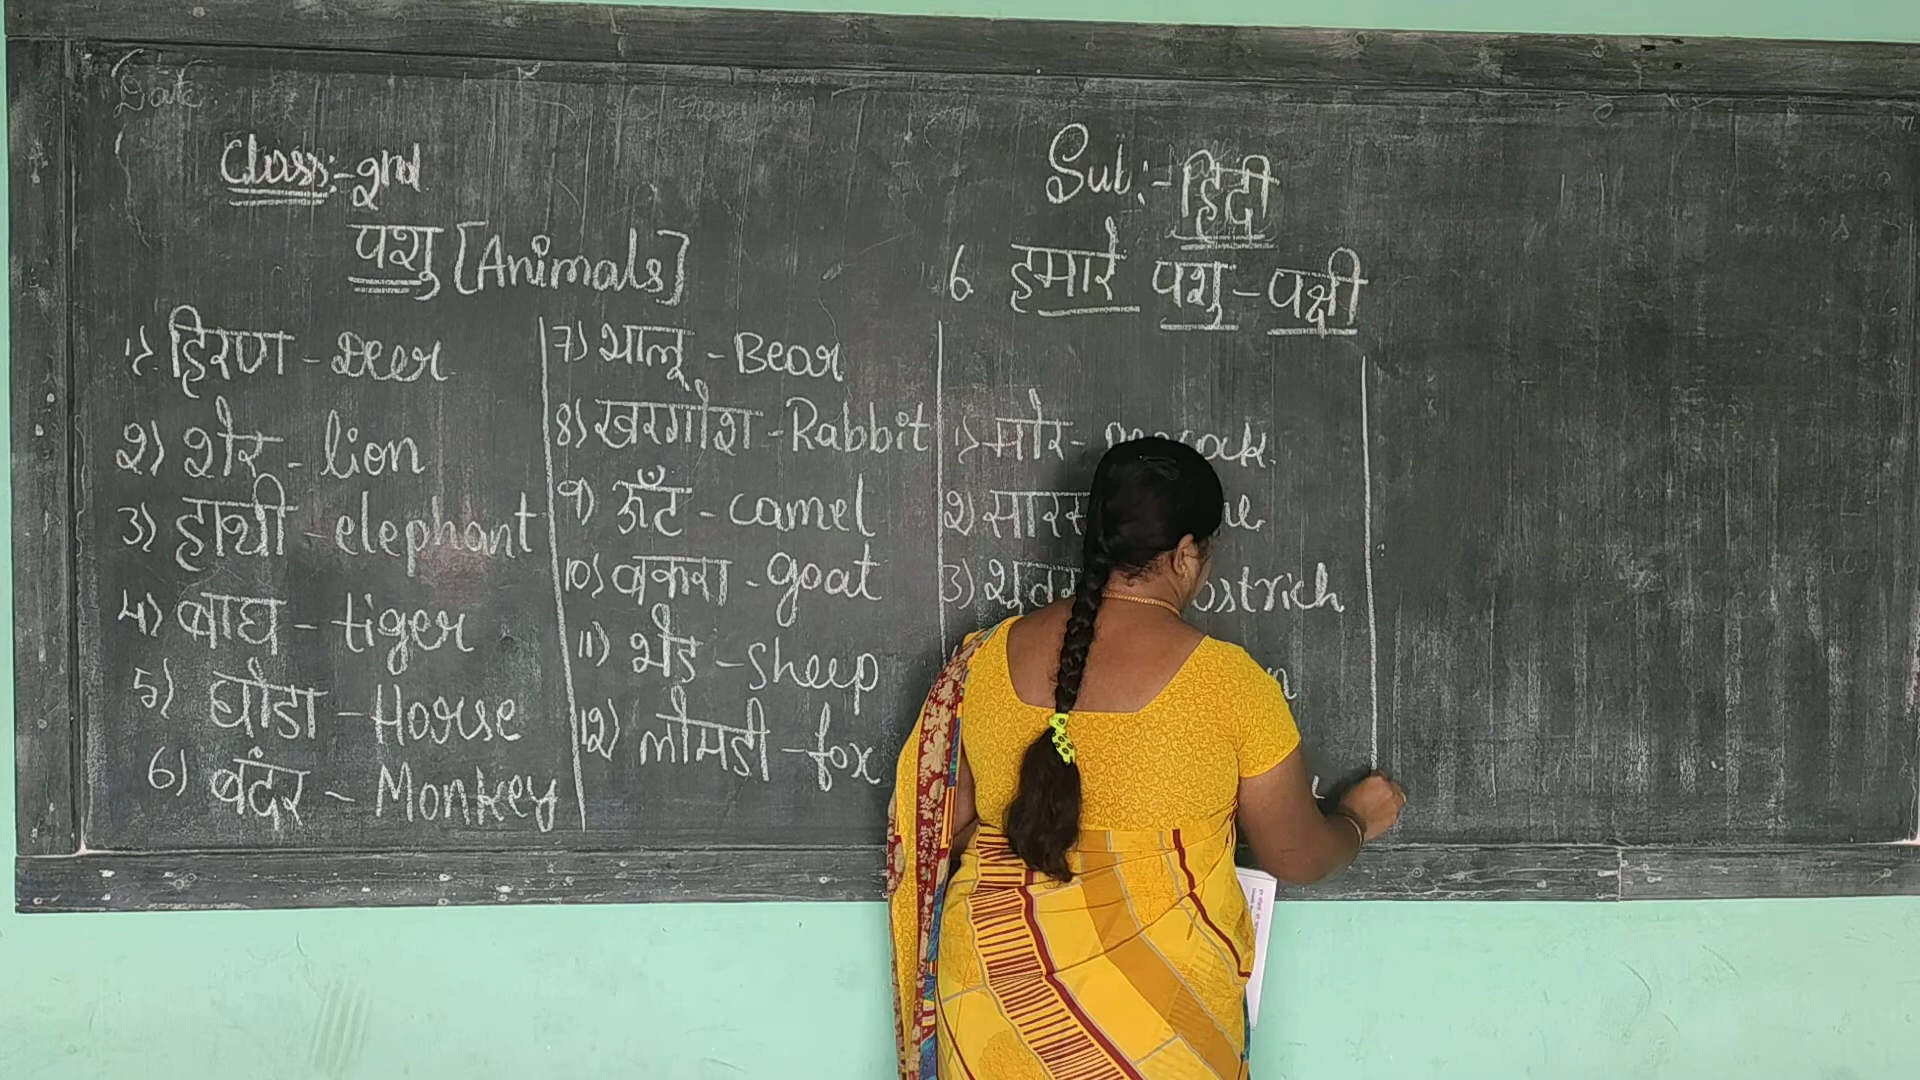 Date:
Class:- 2nd
Sub:- हिंदी
पशु [Animals]
6. हमारे पशु-पक्षी
1) हिरण - Deer
2) शेर - lion
3) हाथी - elephant
4) बाघ - tiger
5) घोडा - Horse
6) बंदर - Monkey
7) भालू - Bear
8) खरगोश - Rabbit
9) ऊँट - camel
10) बकरा - goat
11) भेड - sheep
12) लोमडी - fox
1) मोर - peacock
2) सारस
3) ostrich